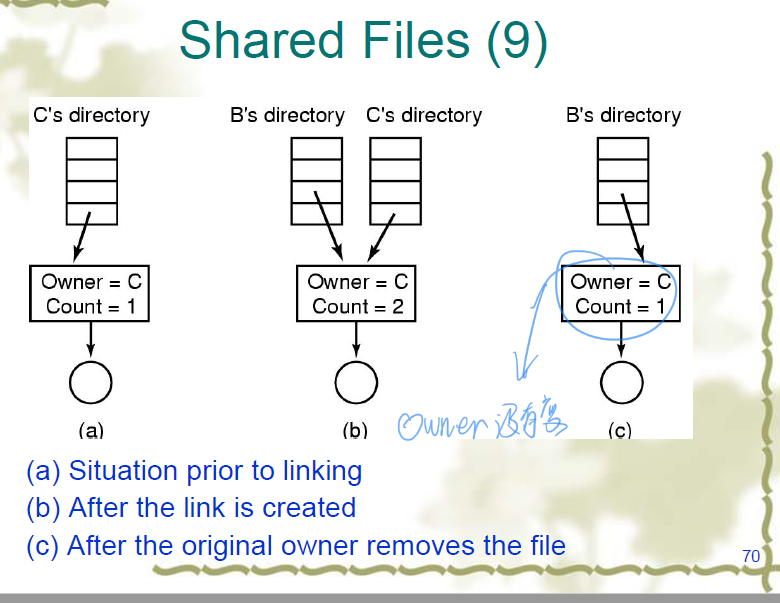 Shared Files (9)
C's directory
B's directory
C's directory
B's directory
Owner = C
Count = 1
Owner = C
Count = 2
Owner = C
Count = 1
Owner 没有变
(a)
(b)
(c)
(a) Situation prior to linking
(b) After the link is created
(c) After the original owner removes the file
70